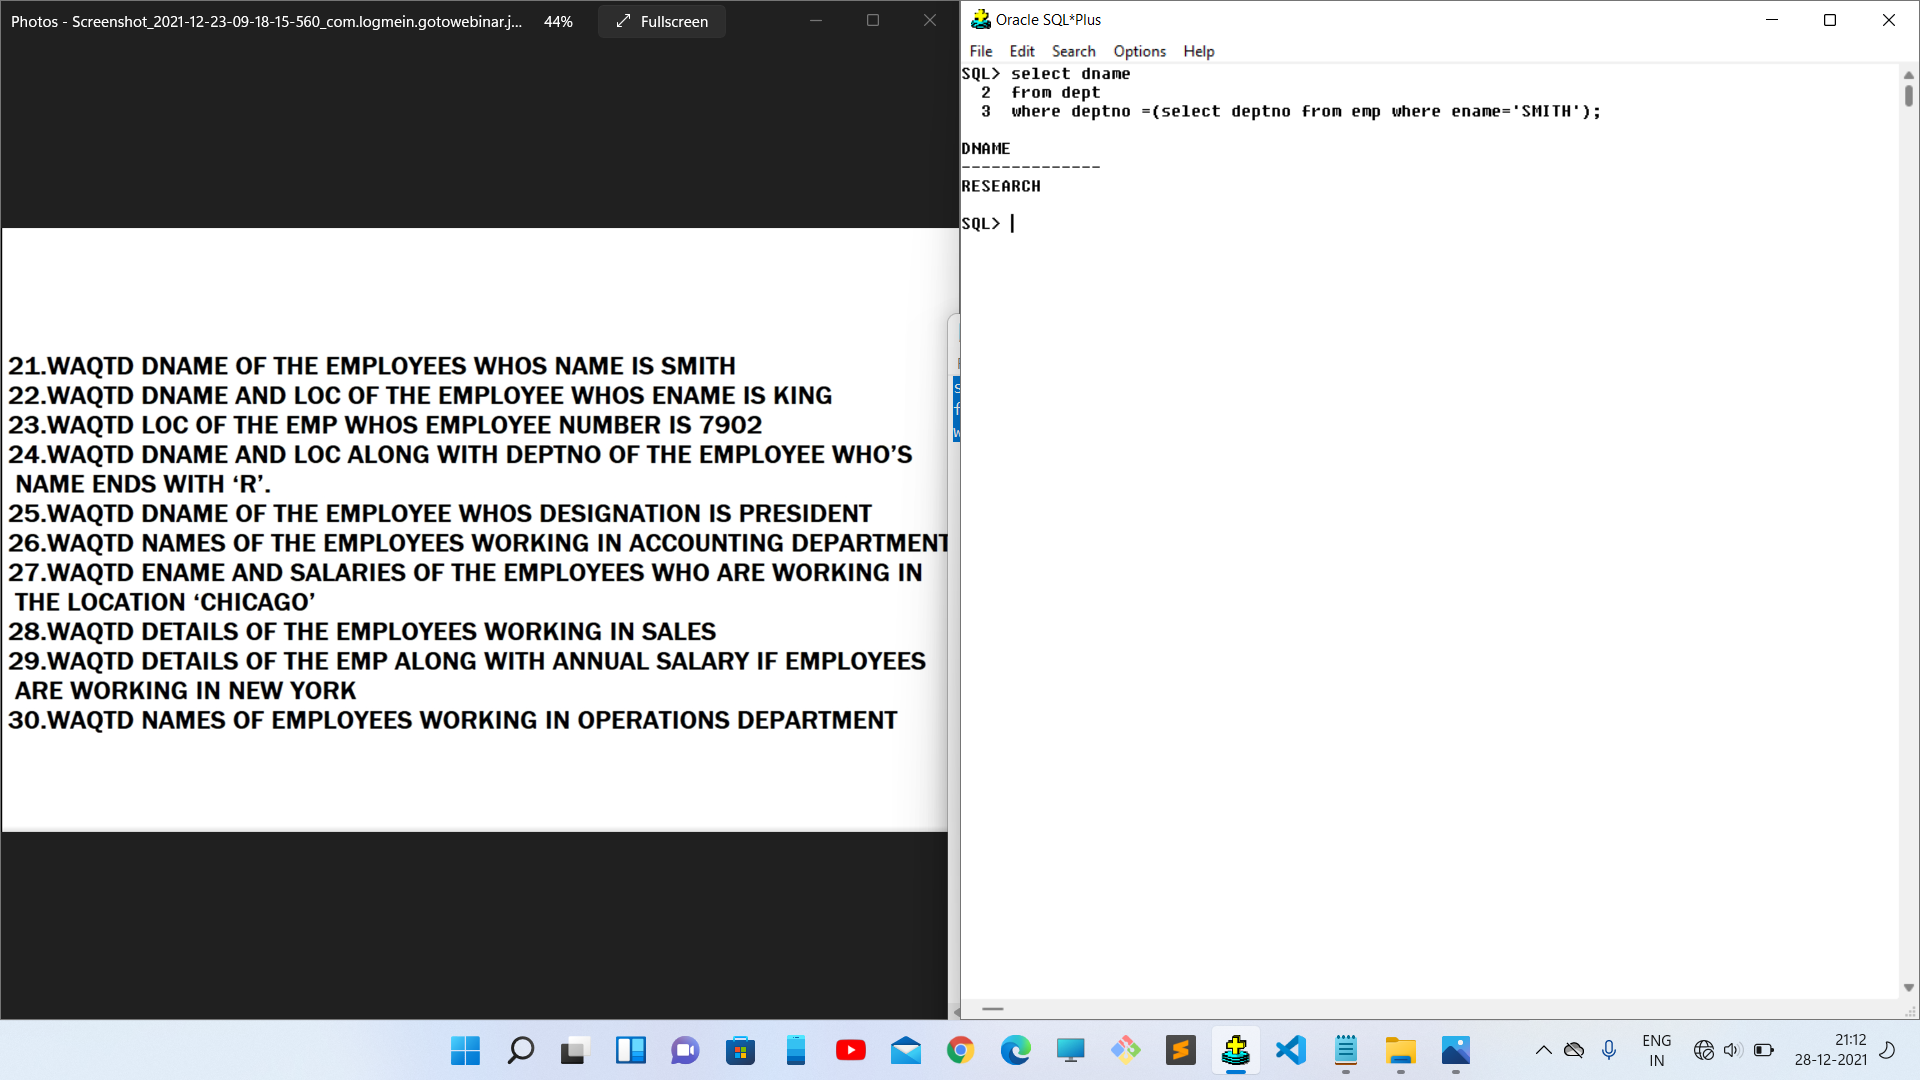 Photos - Screenshot_2021-12-23-09-18-15-560_com.logmein.gotowebinar.j...
44%
Fullscreen
21.WAQTD DNAME OF THE EMPLOYEES WHOS NAME IS SMITH
22.WAQTD DNAME AND LOC OF THE EMPLOYEE WHOS ENAME IS KING
23.WAQTD LOC OF THE EMP WHOS EMPLOYEE NUMBER IS 7902
24.WAQTD DNAME AND LOC ALONG WITH DEPTNO OF THE EMPLOYEE WHO’S
NAME ENDS WITH ‘R’.
25.WAQTD DNAME OF THE EMPLOYEE WHOS DESIGNATION IS PRESIDENT
26.WAQTD NAMES OF THE EMPLOYEES WORKING IN ACCOUNTING DEPARTMENT
27.WAQTD ENAME AND SALARIES OF THE EMPLOYEES WHO ARE WORKING IN
THE LOCATION ‘CHICAGO’
28.WAQTD DETAILS OF THE EMPLOYEES WORKING IN SALES
29.WAQTD DETAILS OF THE EMP ALONG WITH ANNUAL SALARY IF EMPLOYEES
ARE WORKING IN NEW YORK
30.WAQTD NAMES OF EMPLOYEES WORKING IN OPERATIONS DEPARTMENT
Oracle SQL*Plus
File Edit Search Options Help
SQL> select dname
2 from dept
3 where deptno =(select deptno from emp where ename='SMITH');
DNAME
--------------
RESEARCH
SQL>
ENG
IN
21:12
28-12-2021